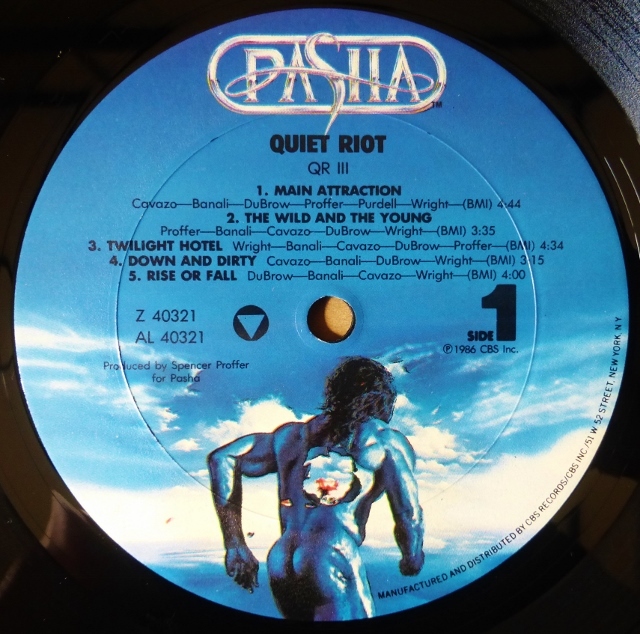 PASHA
TM
QUIET RIOT
QR III
1. MAIN ATTRACTION
Cavazo—Banali—DuBrow—Proffer—Purdell—Wright—(BMI) 4:44
2. THE WILD AND THE YOUNG
Proffer—Banali—Cavazo—DuBrow—Wright—(BMI) 3:35
3. TWILIGHT HOTEL Wright—Banali—Cavazo—DuBrow—Proffer—(BMI) 4:34
4. DOWN AND DIRTY Cavazo—Banali—DuBrow—Wright—(BMI) 3:15
5. RISE OR FALL DuBrow—Banali—Cavazo—Wright—(BMI) 4:00
Z 40321
AL 40321
SIDE 1
℗1986 CBS Inc.
Produced by Spencer Proffer
for Pasha
MANUFACTURED AND DISTRIBUTED BY CBS RECORDS/CBS INC./51 W. 52 STREET, NEW YORK, N.Y.